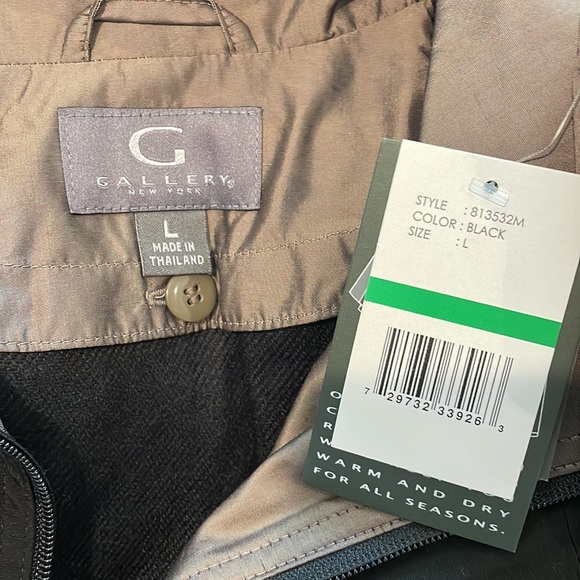 G
GALLERY®
NEW YORK
L
MADE IN
THAILAND
STYLE : 813532M
COLOR : BLACK
SIZE : L
7 29732 33926 3
WARM AND DRY
FOR ALL SEASONS.